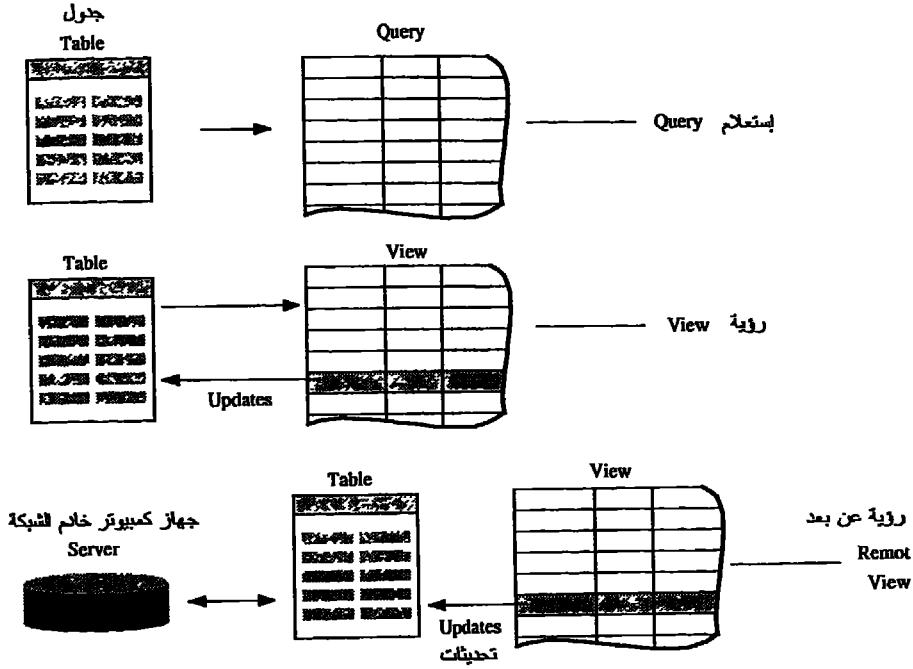 جدول
Table
Query
إستعلام Query
Table
View
رؤية View
Updates
Table
View
جهاز كمبيوتر خادم الشبكة
Server
رؤية عن بعد
Remot
View
Updates
تحديثات